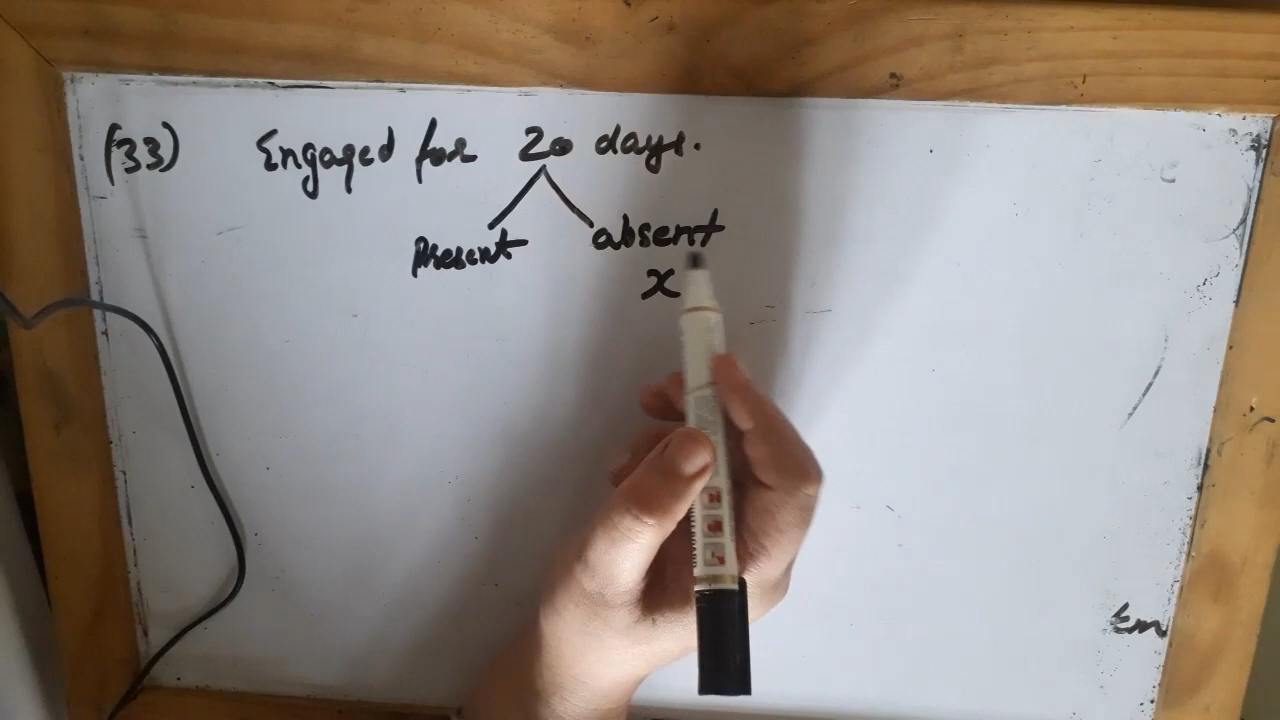 (33) Engaged for 20 days.
Present absent
x